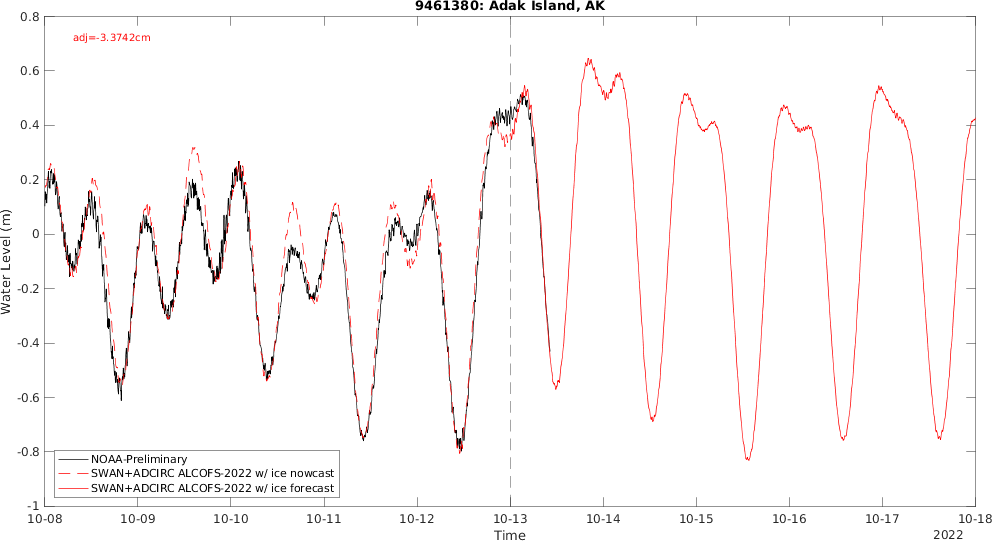 9461380: Adak Island, AK
adj=-3.3742cm
0.8
0.6
0.4
0.2
0
-0.2
-0.4
-0.6
-0.8
-1
Water Level (m)
NOAA-Preliminary
SWAN+ADCIRC ALCOFS-2022 w/ ice nowcast
SWAN+ADCIRC ALCOFS-2022 w/ ice forecast
10-08 10-09 10-10 10-11 10-12 10-13 10-14 10-15 10-16 10-17 10-18
Time
2022